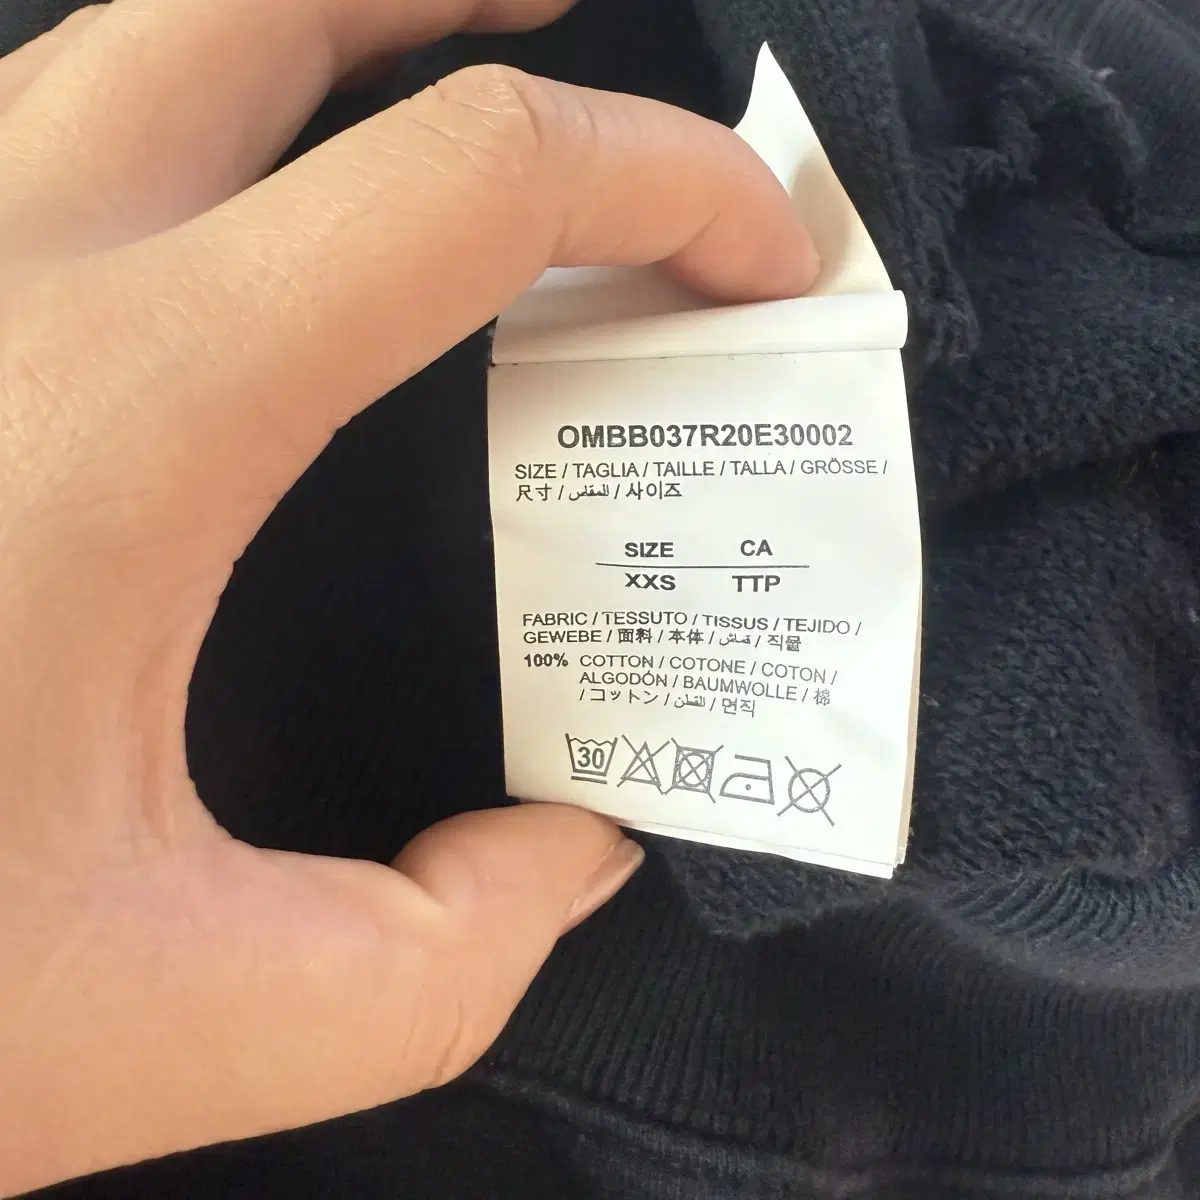 OMBB037R20E30002
SIZE / TAGLIA / TAILLE / TALLA / GRÖSSE /
尺寸 / المقاس / 사이즈
SIZE CA
XXS TTP
FABRIC / TESSUTO / TISSUS / TEJIDO /
GEWEBE / 面料 / 本体 / قماش / 직물
100% COTTON / COTONE / COTON /
ALGODÓN / BAUMWOLLE / 棉
/ コットン / القطن / 면직
30